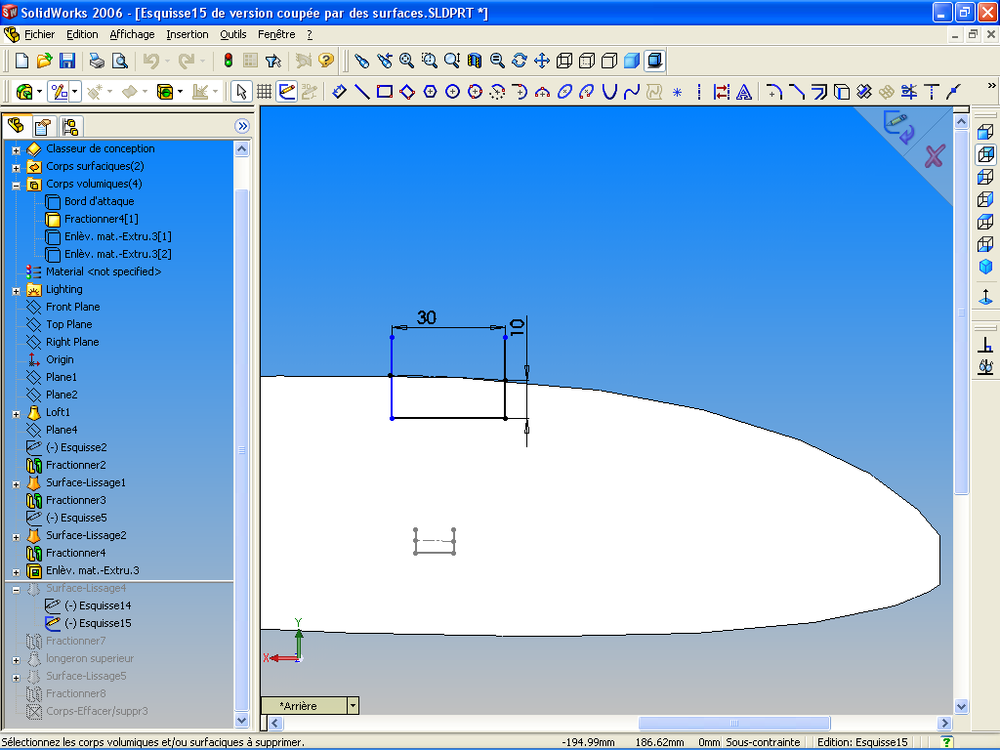 SolidWorks 2006 - [Esquisse15 de version coupée par des surfaces.SLDPRT *]
Fichier Edition Affichage Insertion Outils Fenêtre ?
Classeur de conception
Corps surfaciques(2)
Corps volumiques(4)
Bord d'attaque
Fractionner4[1]
Enlèv. mat.-Extru.3[1]
Enlèv. mat.-Extru.3[2]
Material <not specified>
Lighting
Front Plane
Top Plane
Right Plane
Origin
Plane1
Plane2
Loft1
Plane4
(-) Esquisse2
Fractionner2
Surface-Lissage1
Fractionner3
(-) Esquisse5
Surface-Lissage2
Fractionner4
Enlèv. mat.-Extru.3
Surface-Lissage4
(-) Esquisse14
(-) Esquisse15
Fractionner7
longeron superieur
Surface-Lissage5
Fractionner8
Corps-Effacer/suppr3
30
10
Y
X
*Arrière
Sélectionnez les corps volumiques et/ou surfaciques à supprimer. -194.99mm 186.62mm 0mm Sous-contrainte Edition: Esquisse15 ?